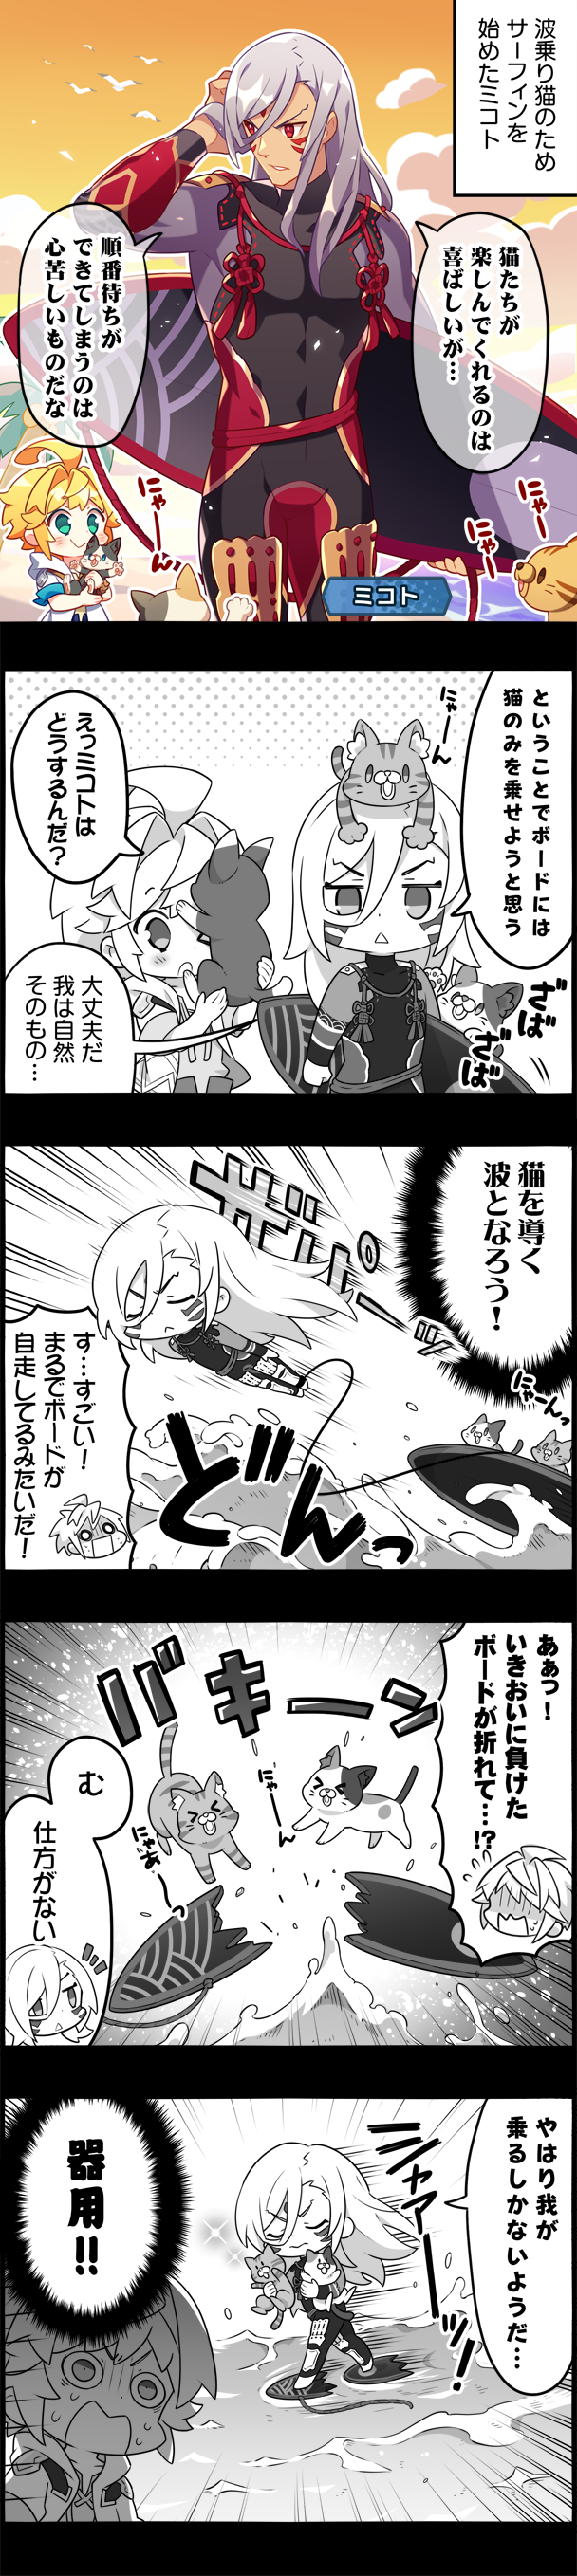 波乗り猫のため
サーフィンを
始めたミコト
猫たちが
楽しんでくれるのは
喜ばしいが…
順番待ちが
できてしまうのは
心苦しいものだな
にゃーん
にゃー
にゃー
ミコト
ということでボードには
猫のみを乗せようと思う
にゃーん
えっミコトは
どうするんだ?
ざば
ざば
大丈夫だ
我は自然
そのもの…
猫を導く
波となろう!
ギュピーッ
にゃーんっ
す…すごい!
まるでボードが
自走してるみたいだ!
どんっ
あぁっ!
いきおいに負けた
ボードが折れて…!?
バキーン
にゃーん
にゃあーっ
む
仕方がない
やはり我が
乗るしかないようだ…
シャアーーッ!
器用!!